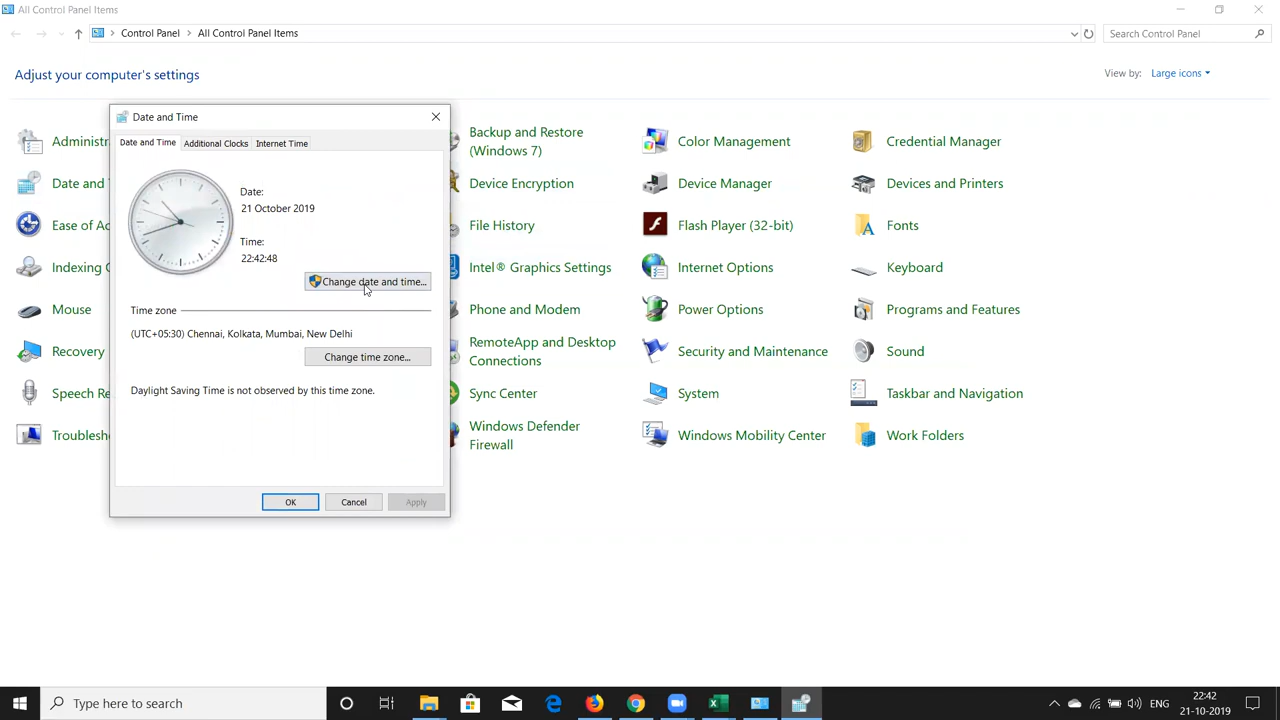 All Control Panel Items
Control Panel
All Control Panel Items
Search Control Panel
Adjust your computer's settings
View by:
Large icons
Date and Time
Date and Time
Additional Clocks
Internet Time
Date:
21 October 2019
Time:
22:42:48
Change date and time...
Time zone
(UTC+05:30) Chennai, Kolkata, Mumbai, New Delhi
Change time zone...
Daylight Saving Time is not observed by this time zone.
OK
Cancel
Apply
Date and
Ease of
Indexing
Mouse
Recovery
Speech
Backup and Restore
(Windows 7)
Color Management
Credential Manager
Device Encryption
Device Manager
Devices and Printers
File History
Flash Player (32-bit)
Fonts
Intel® Graphics Settings
Internet Options
Keyboard
Phone and Modem
Power Options
Programs and Features
RemoteApp and Desktop
Connections
Security and Maintenance
Sound
Sync Center
System
Taskbar and Navigation
Windows Defender
Firewall
Windows Mobility Center
Work Folders
Type here to search
ENG
22:42
21-10-2019